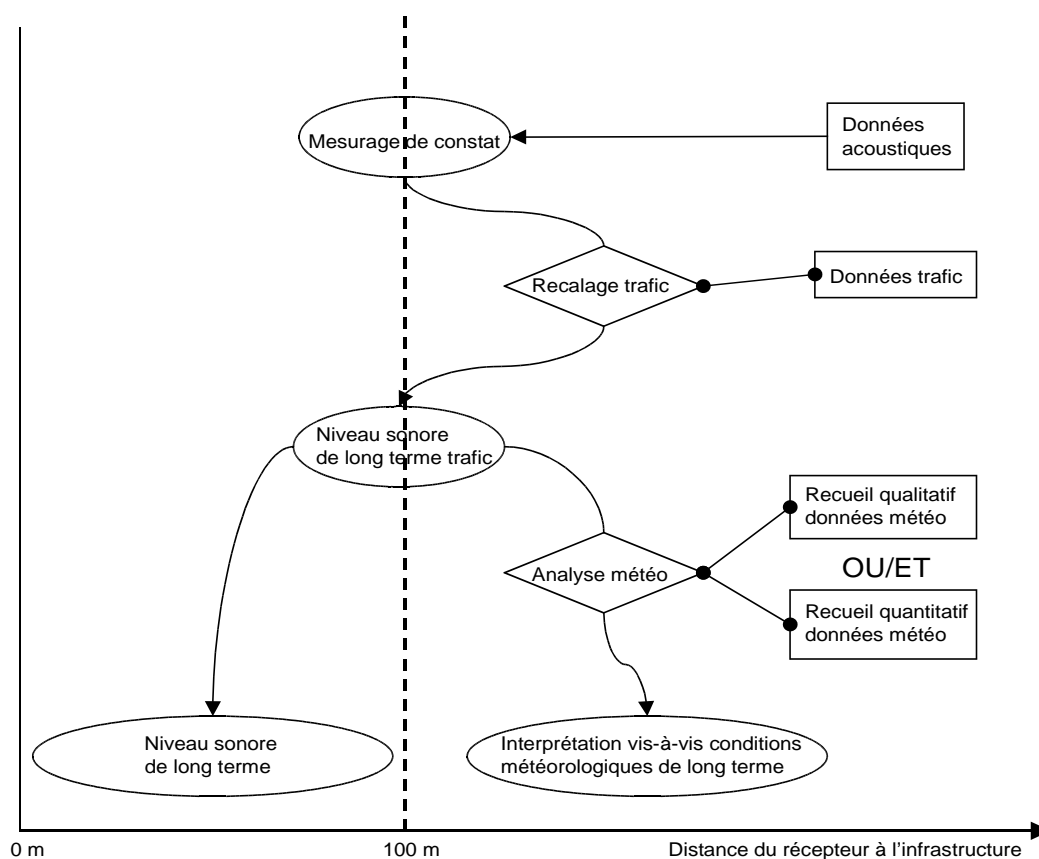 Mesurage de constat
Données
acoustiques
Recalage trafic
Données trafic
Niveau sonore
de long terme trafic
Recueil qualitatif
données météo
OU/ET
Analyse météo
Recueil quantitatif
données météo
Niveau sonore
de long terme
Interprétation vis-à-vis conditions
météorologiques de long terme
0 m
100 m
Distance du récepteur à l'infrastructure